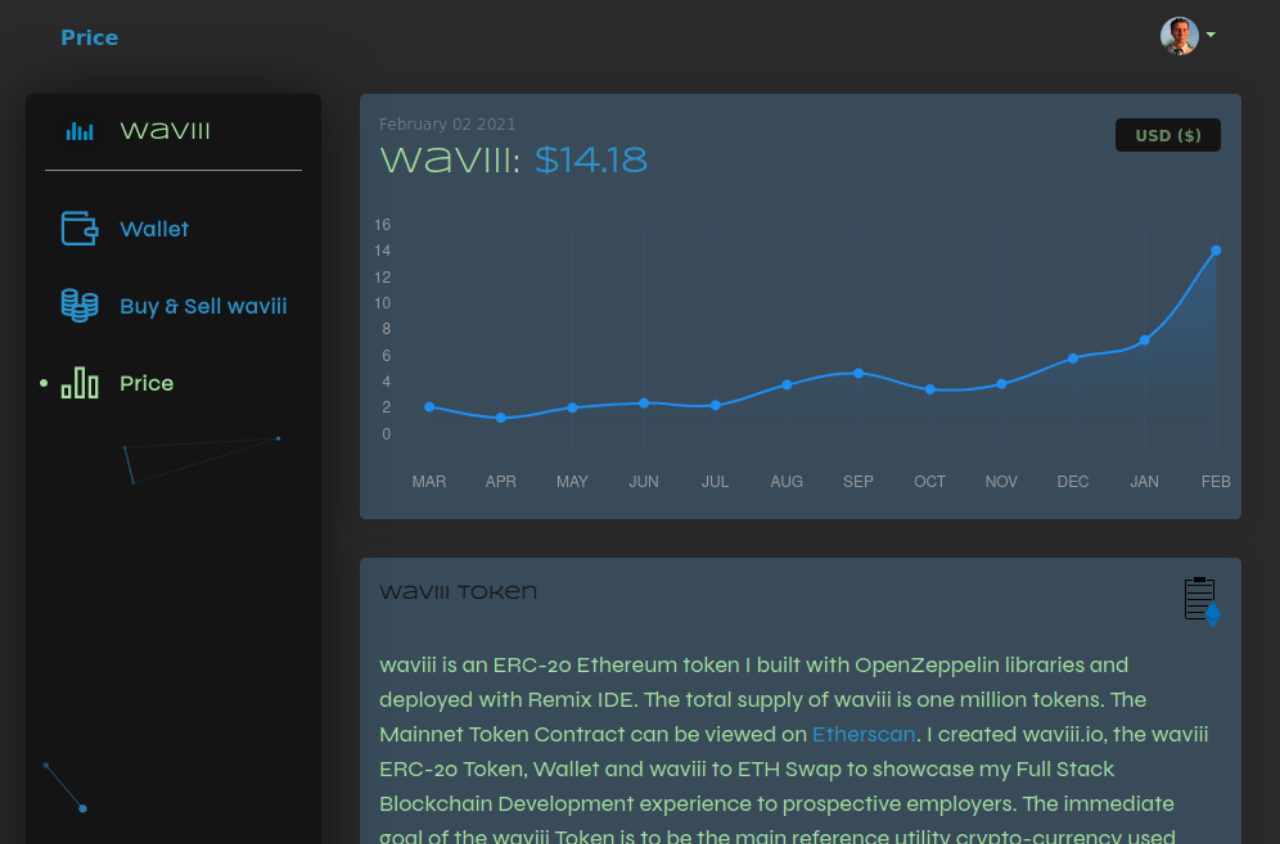 Price
waviii
Wallet
Buy & Sell waviii
Price
February 02 2021
waviii: $14.18
USD ($)
16
14
12
10
8
6
4
2
0
MAR APR MAY JUN JUL AUG SEP OCT NOV DEC JAN FEB
waviii Token
waviii is an ERC-20 Ethereum token I built with OpenZeppelin libraries and
deployed with Remix IDE. The total supply of waviii is one million tokens. The
Mainnet Token Contract can be viewed on Etherscan. I created waviii.io, the waviii
ERC-20 Token, Wallet and waviii to ETH Swap to showcase my Full Stack
Blockchain Development experience to prospective employers. The immediate
goal of the waviii Token is to be the main reference utility crypto-currency used